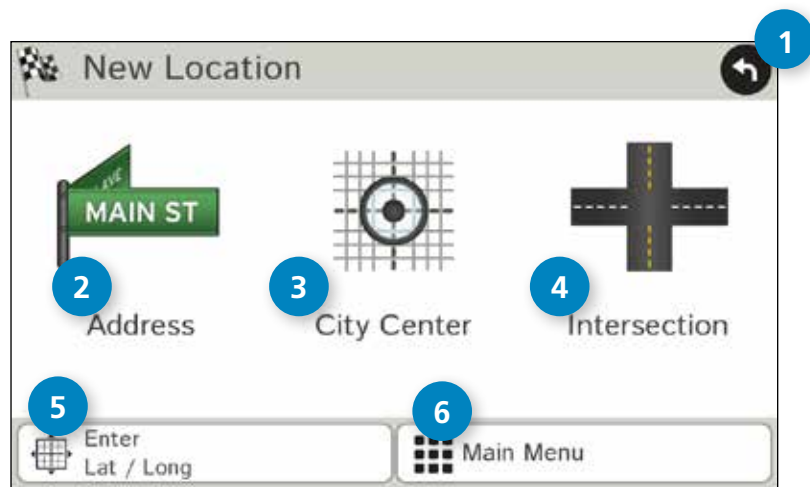 1
New Location
AVE
MAIN ST
2
3
4
Address
City Center
Intersection
5
6
Enter
Lat / Long
Main Menu